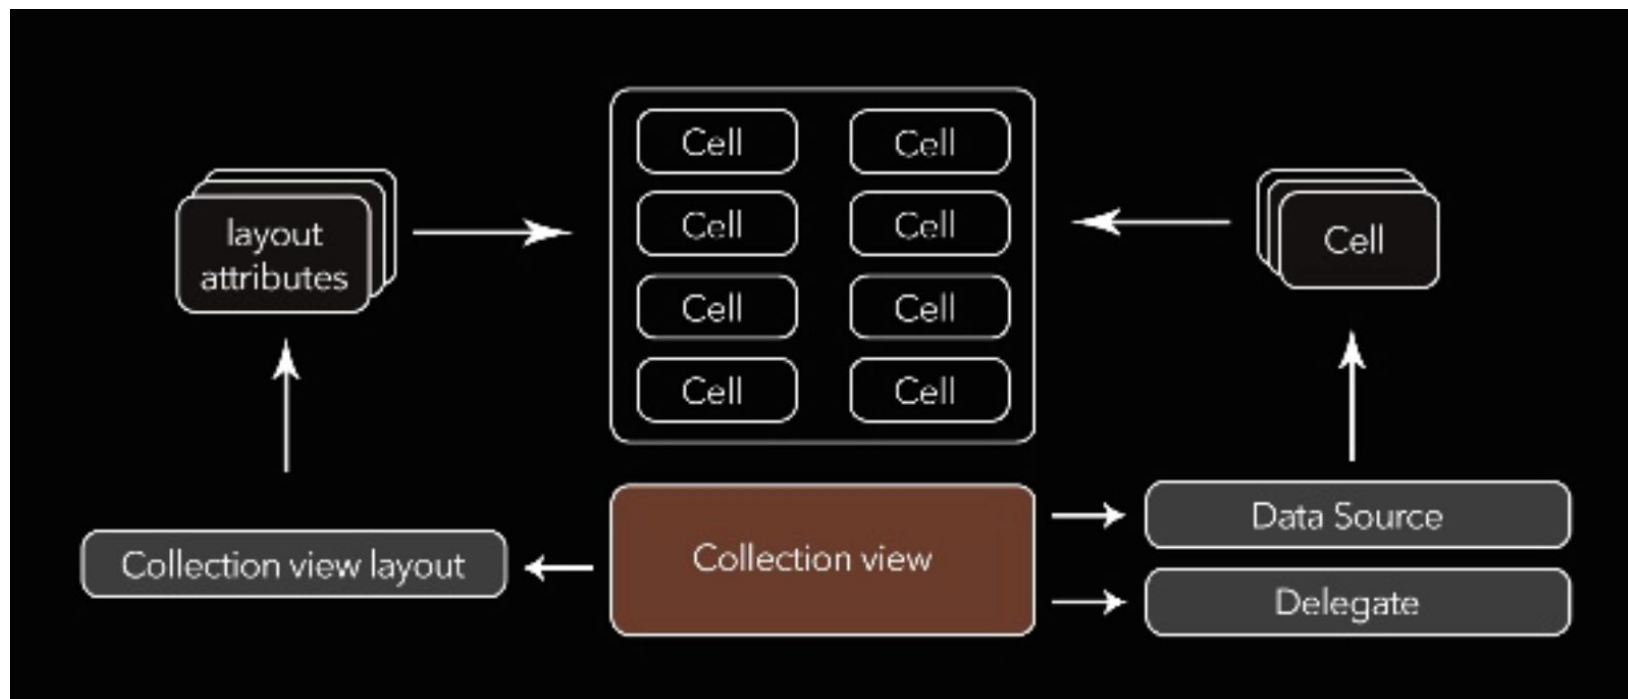 Cell Cell
layout
attributes
Cell Cell
Cell
Cell Cell
Cell Cell
Collection view layout
Collection view
Data Source
Delegate